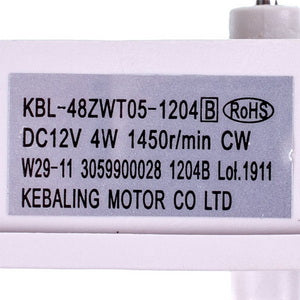 KBL-48ZWT05-1204 B RoHS
DC12V 4W 1450r/min CW
W29-11 3059900028 1204B Lot.1911
KEBALING MOTOR CO LTD